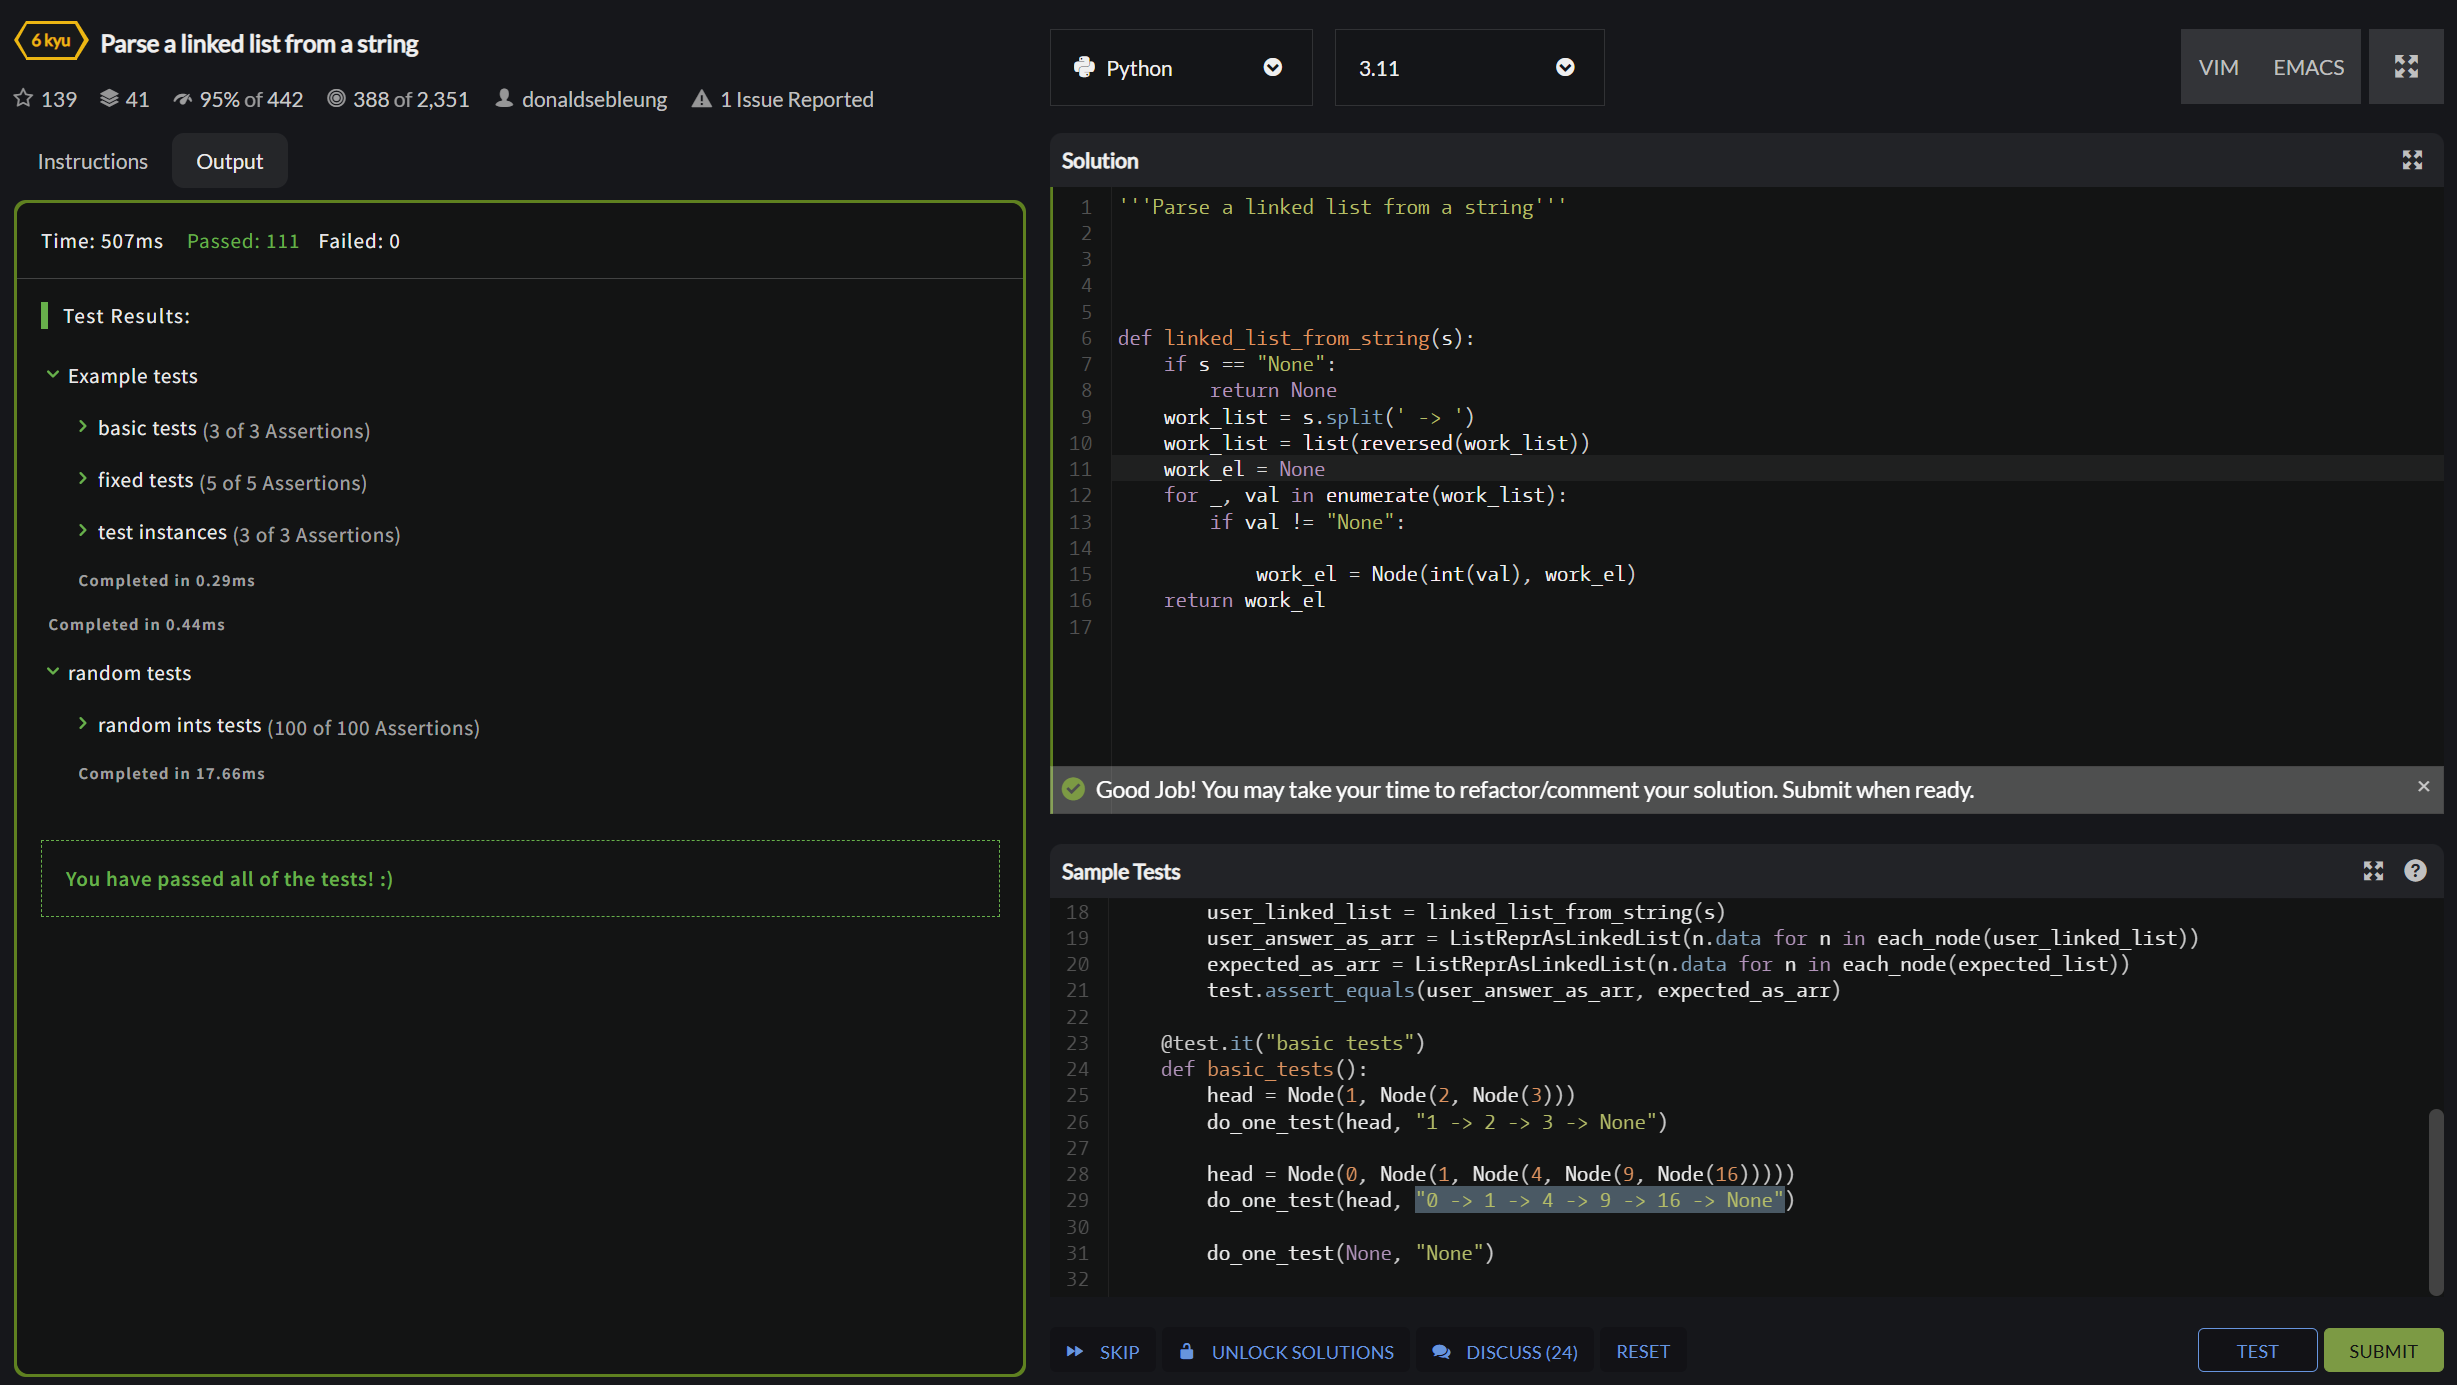 6 kyu
Parse a linked list from a string
139 41 95% of 442 388 of 2,351 donaldsebleung 1 Issue Reported
Instructions Output
Time: 507ms Passed: 111 Failed: 0
Test Results:
Example tests
basic tests (3 of 3 Assertions)
fixed tests (5 of 5 Assertions)
test instances (3 of 3 Assertions)
Completed in 0.29ms
Completed in 0.44ms
random tests
random ints tests (100 of 100 Assertions)
Completed in 17.66ms
You have passed all of the tests! :)
Python 3.11 VIM EMACS
Solution
1 '''Parse a linked list from a string'''
2
3
4
5
6 def linked_list_from_string(s):
7     if s == "None":
8         return None
9     work_list = s.split(' -> ')
10     work_list = list(reversed(work_list))
11     work_el = None
12     for _, val in enumerate(work_list):
13         if val != "None":
14
15             work_el = Node(int(val), work_el)
16     return work_el
17
Good Job! You may take your time to refactor/comment your solution. Submit when ready. ×
Sample Tests
18         user_linked_list = linked_list_from_string(s)
19         user_answer_as_arr = ListReprAsLinkedList(n.data for n in each_node(user_linked_list))
20         expected_as_arr = ListReprAsLinkedList(n.data for n in each_node(expected_list))
21         test.assert_equals(user_answer_as_arr, expected_as_arr)
22
23     @test.it("basic tests")
24     def basic_tests():
25         head = Node(1, Node(2, Node(3)))
26         do_one_test(head, "1 -> 2 -> 3 -> None")
27
28         head = Node(0, Node(1, Node(4, Node(9, Node(16)))))
29         do_one_test(head, "0 -> 1 -> 4 -> 9 -> 16 -> None")
30
31         do_one_test(None, "None")
32
SKIP UNLOCK SOLUTIONS DISCUSS (24) RESET TEST SUBMIT